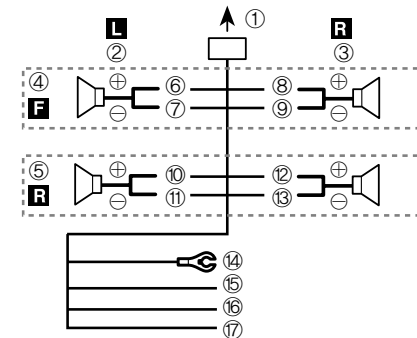 ①
L R
② ③
④ ⊕ ⑥ ⑧ ⊕
F ⊖ ⑦ ⑨ ⊖
⑤ ⊕ ⑩ ⑫ ⊕
R ⊖ ⑪ ⑬ ⊖
⑭
⑮
⑯
⑰